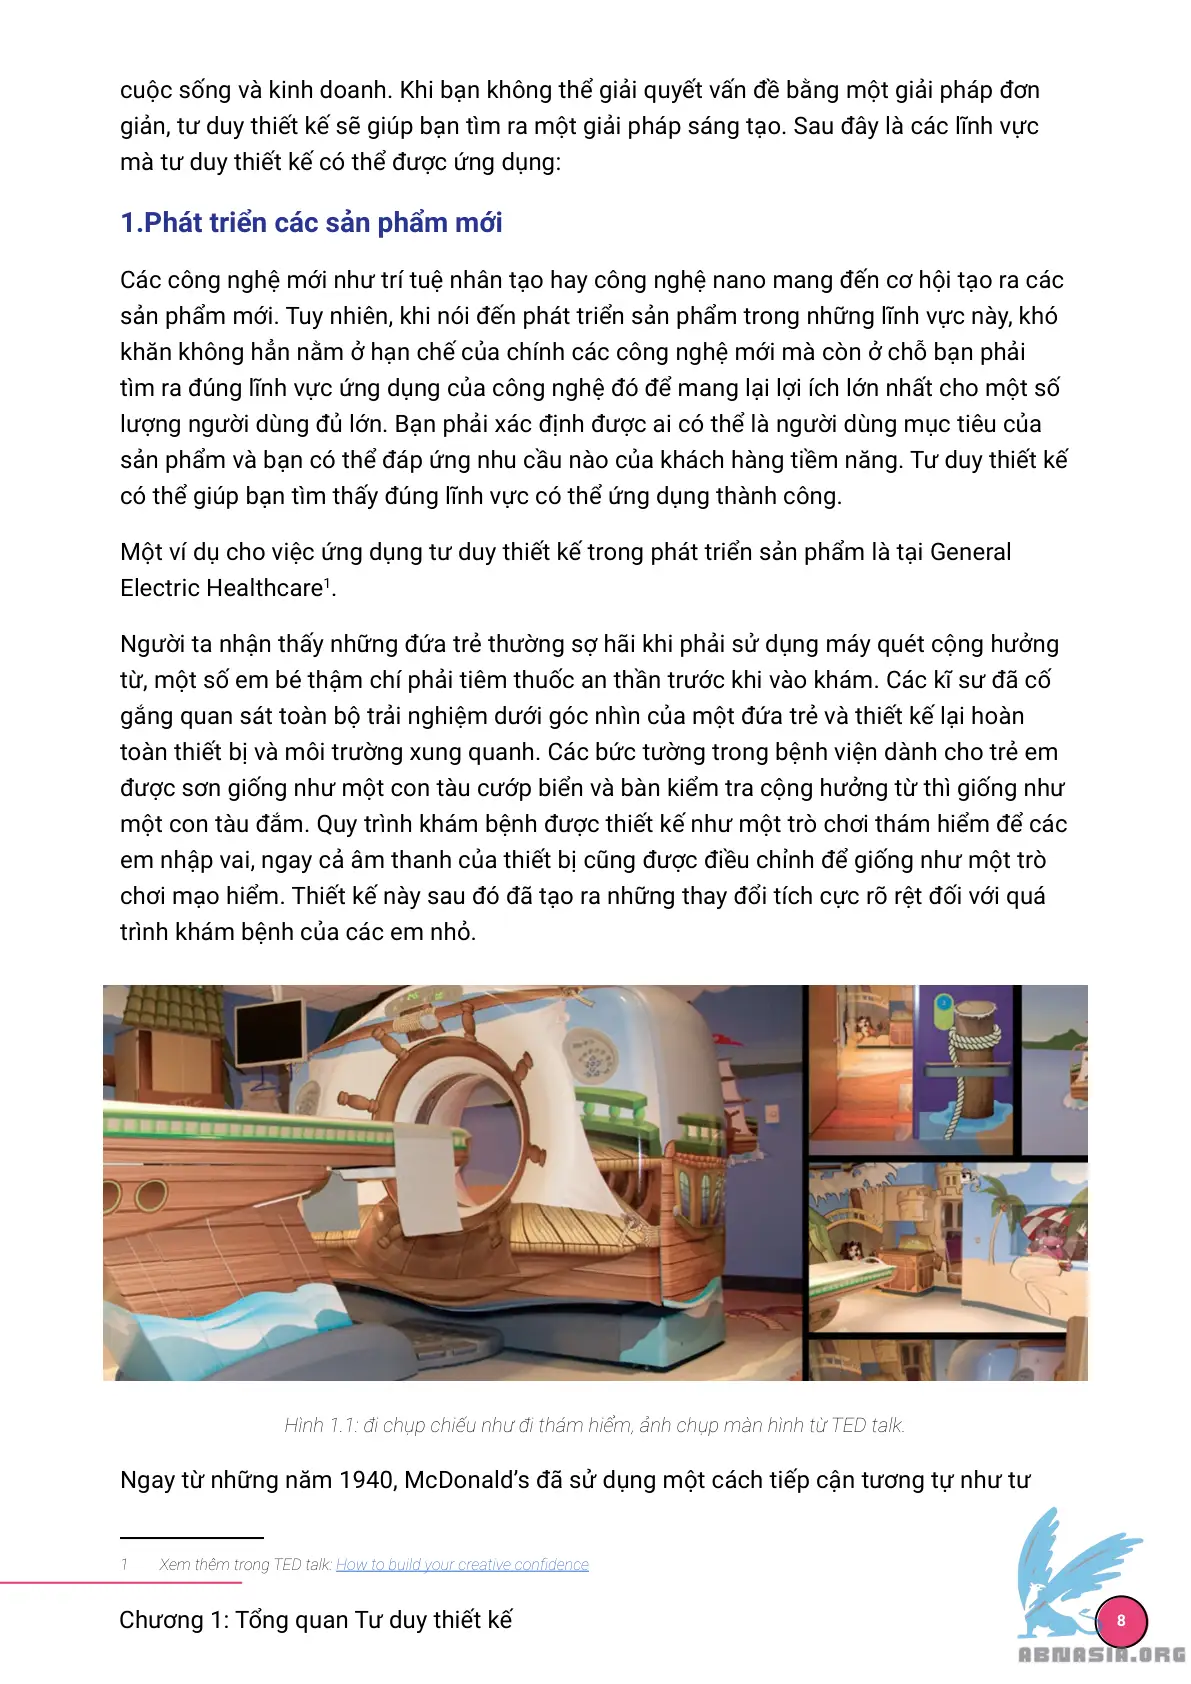 cuộc sống và kinh doanh. Khi bạn không thể giải quyết vấn đề bằng một giải pháp đơn
giản, tư duy thiết kế sẽ giúp bạn tìm ra một giải pháp sáng tạo. Sau đây là các lĩnh vực
mà tư duy thiết kế có thể được ứng dụng:
1.Phát triển các sản phẩm mới
Các công nghệ mới như trí tuệ nhân tạo hay công nghệ nano mang đến cơ hội tạo ra các
sản phẩm mới. Tuy nhiên, khi nói đến phát triển sản phẩm trong những lĩnh vực này, khó
khăn không hẳn nằm ở hạn chế của chính các công nghệ mới mà còn ở chỗ bạn phải
tìm ra đúng lĩnh vực ứng dụng của công nghệ đó để mang lại lợi ích lớn nhất cho một số
lượng người dùng đủ lớn. Bạn phải xác định được ai có thể là người dùng mục tiêu của
sản phẩm và bạn có thể đáp ứng nhu cầu nào của khách hàng tiềm năng. Tư duy thiết kế
có thể giúp bạn tìm thấy đúng lĩnh vực có thể ứng dụng thành công.
Một ví dụ cho việc ứng dụng tư duy thiết kế trong phát triển sản phẩm là tại General
Electric Healthcare¹.
Người ta nhận thấy những đứa trẻ thường sợ hãi khi phải sử dụng máy quét cộng hưởng
từ, một số em bé thậm chí phải tiêm thuốc an thần trước khi vào khám. Các kĩ sư đã cố
gắng quan sát toàn bộ trải nghiệm dưới góc nhìn của một đứa trẻ và thiết kế lại hoàn
toàn thiết bị và môi trường xung quanh. Các bức tường trong bệnh viện dành cho trẻ em
được sơn giống như một con tàu cướp biển và bàn kiểm tra cộng hưởng từ thì giống như
một con tàu đắm. Quy trình khám bệnh được thiết kế như một trò chơi thám hiểm để các
em nhập vai, ngay cả âm thanh của thiết bị cũng được điều chỉnh để giống như một trò
chơi mạo hiểm. Thiết kế này sau đó đã tạo ra những thay đổi tích cực rõ rệt đối với quá
trình khám bệnh của các em nhỏ.
Hình 1.1: đi chụp chiếu như đi thám hiểm, ảnh chụp màn hình từ TED talk.
Ngay từ những năm 1940, McDonald's đã sử dụng một cách tiếp cận tương tự như tư
1 Xem thêm trong TED talk: How to build your creative confidence
Chương 1: Tổng quan Tư duy thiết kế
8
ABNASIA.ORG